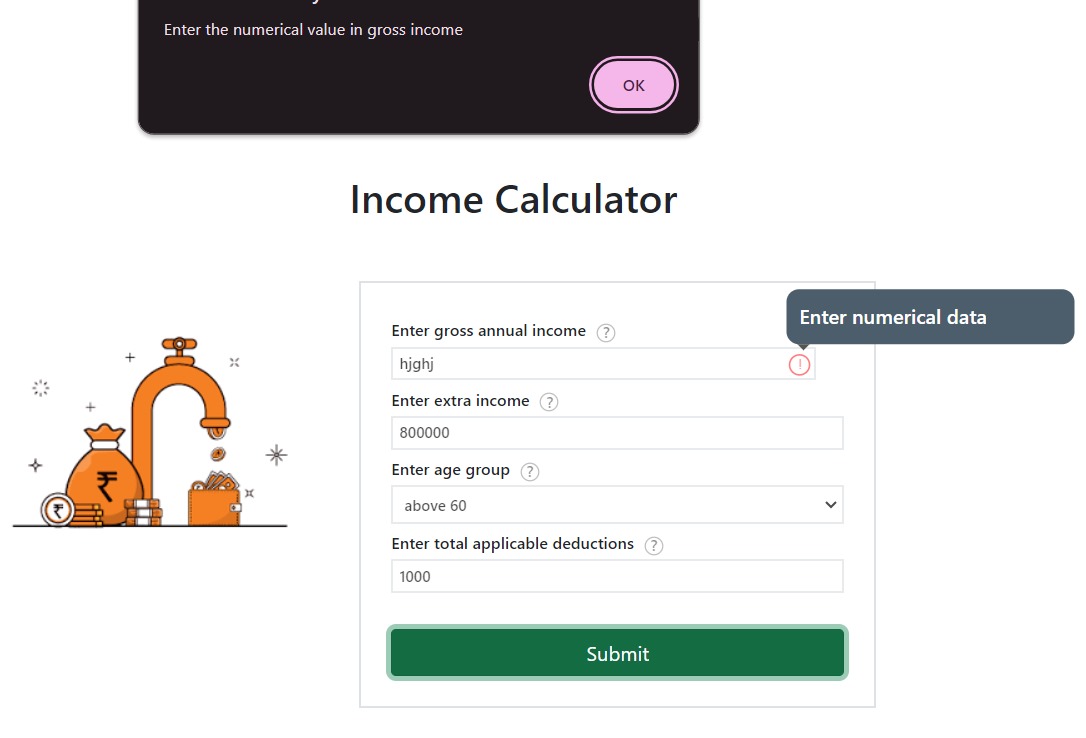 Enter the numerical value in gross income
OK
Income Calculator
Enter numerical data
Enter gross annual income ?
hjghj !
Enter extra income ?
800000
Enter age group ?
above 60
Enter total applicable deductions ?
1000
Submit
₹
₹